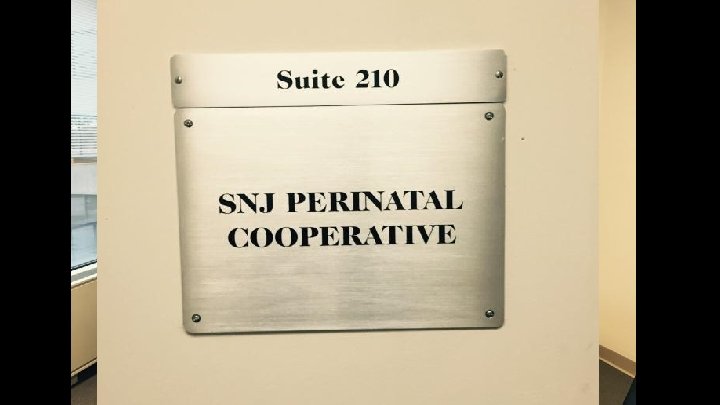 Suite 210
SNJ PERINATAL
COOPERATIVE